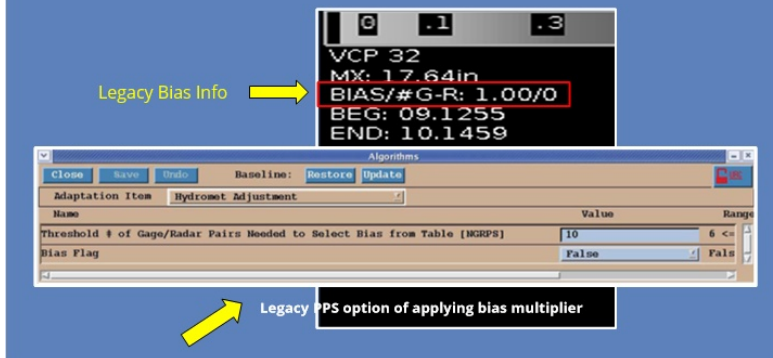 0 .1 .3
VCP 32
MX: 17.64in
Legacy Bias Info
BIAS/#G-R: 1.00/0
BEG: 09.1255
END: 10.1459
Algorithms
Close Save Undo Baseline: Restore Update
Adaptation Item Hydromet Adjustment
Name Value Range
Threshold # of Gage/Radar Pairs Needed to Select Bias from Table [NGRPS] 10 6 <=
Bias Flag False Fals
Legacy PPS option of applying bias multiplier